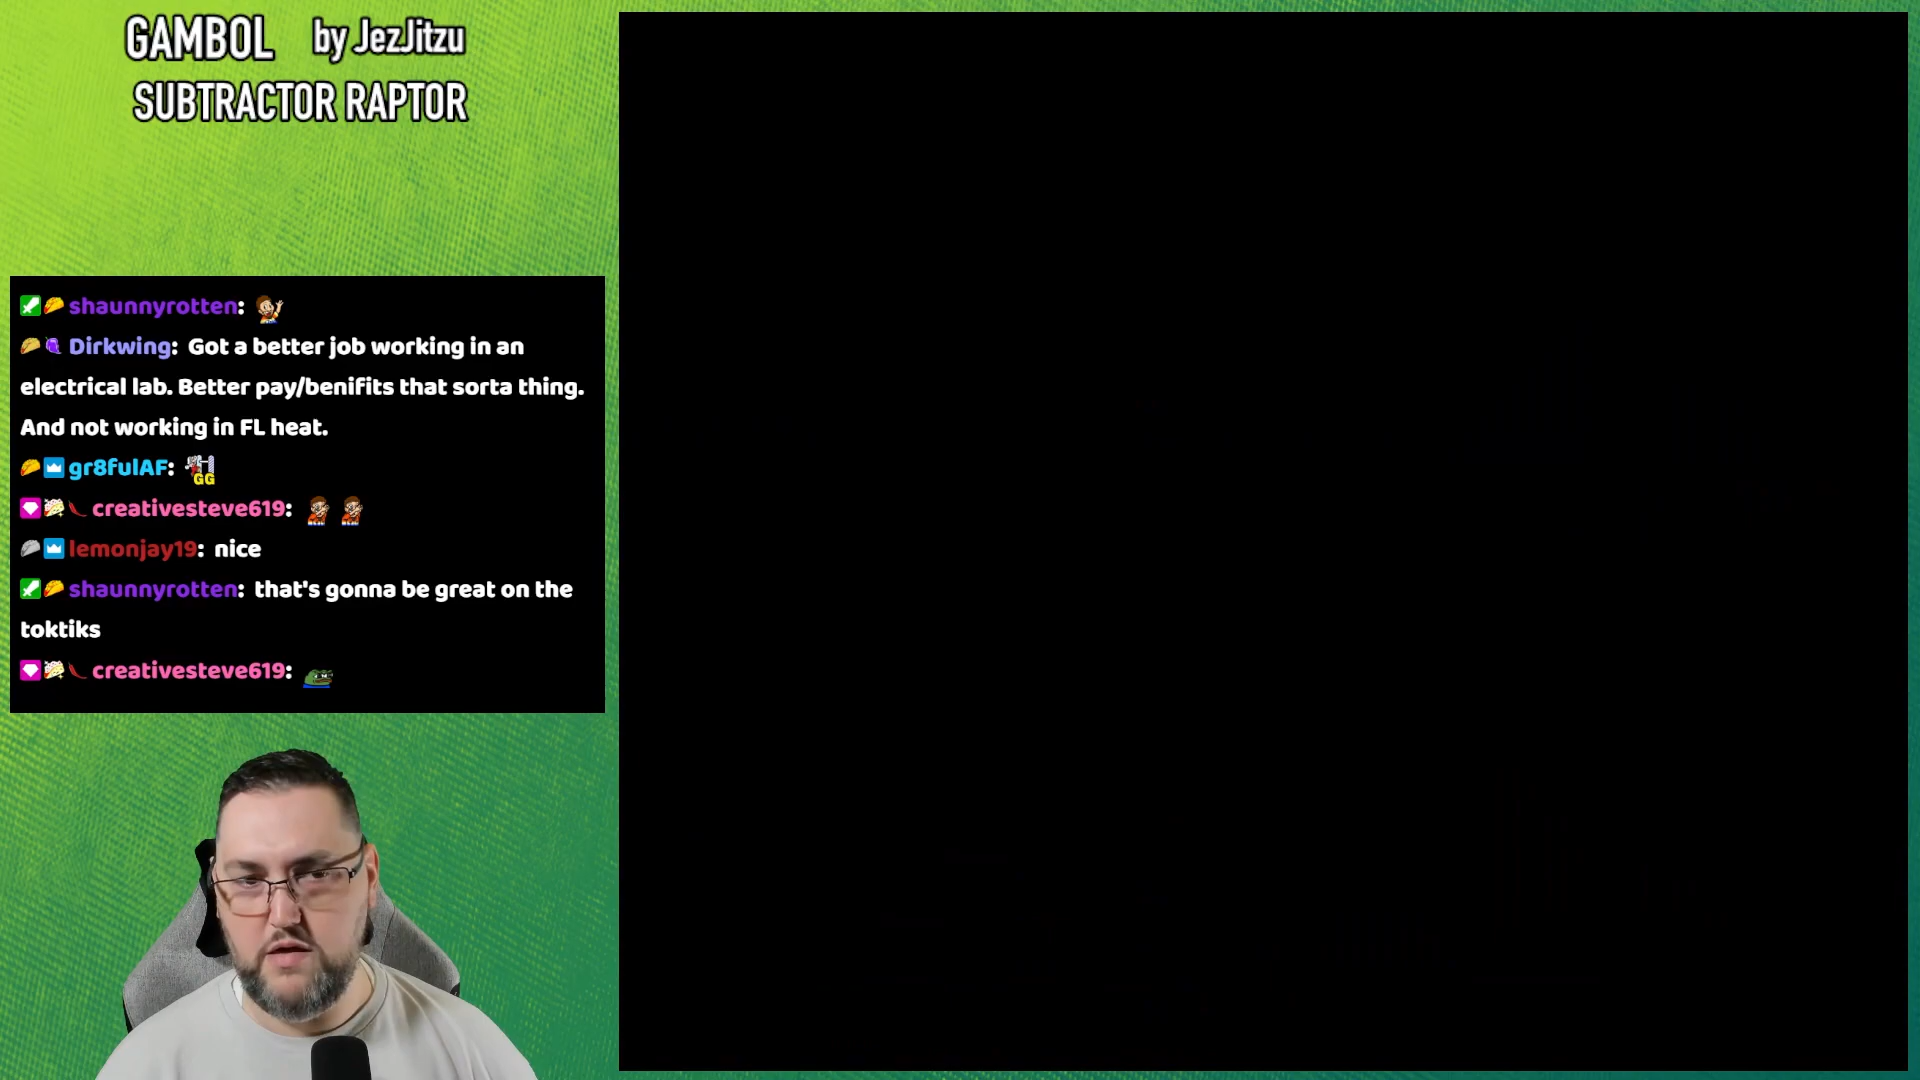 GAMBOL by JezJitzu
SUBTRACTOR RAPTOR
shaunnyrotten:
Dirkwing: Got a better job working in an
electrical lab. Better pay/benifits that sorta thing.
And not working in FL heat.
gr8fulAF: GG
creativesteve619:
lemonjay19: nice
shaunnyrotten: that's gonna be great on the
toktiks
creativesteve619: